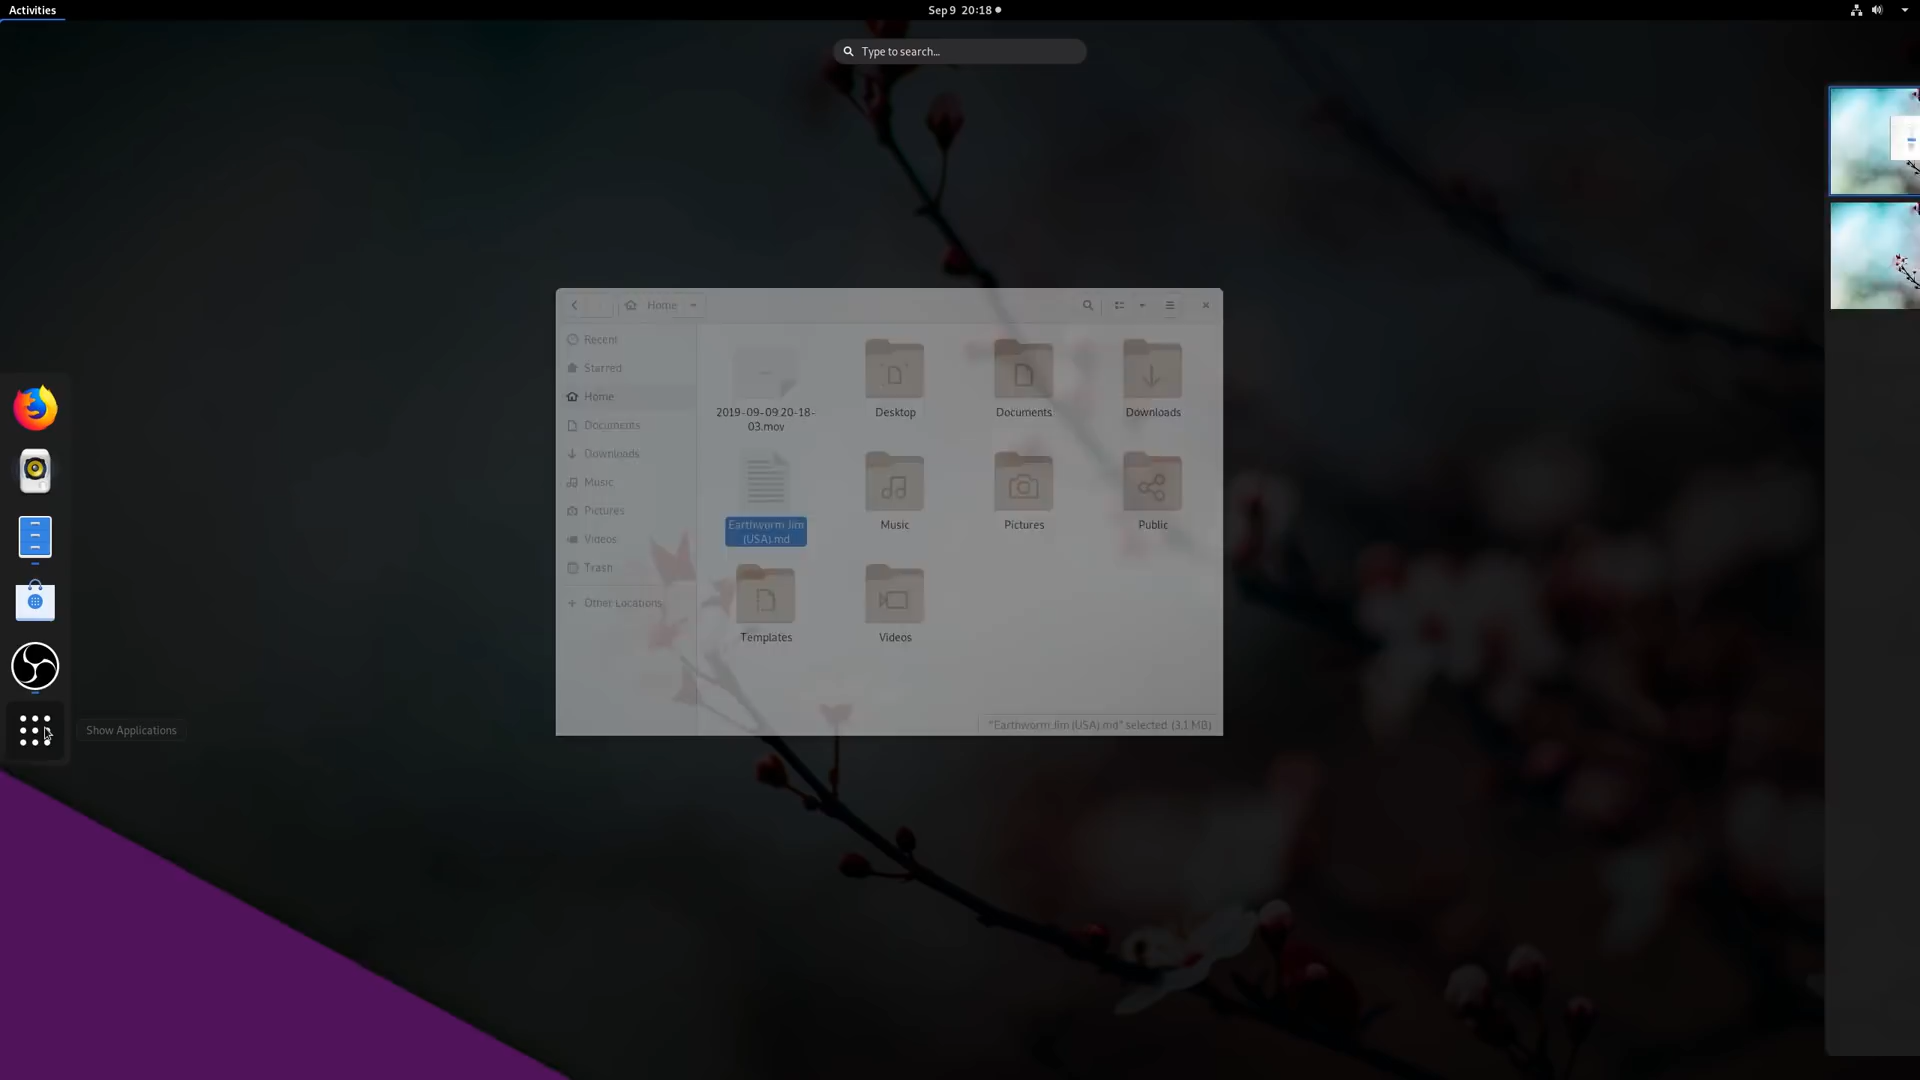 Activities
Sep 9 20:18
Type to search...
Home
Recent
Starred
Home
Documents
Downloads
Music
Pictures
Videos
Trash
Other Locations
2019-09-09 20-18-
03.mov
Desktop
Documents
Downloads
Earthworm Jim
(USA).md
Music
Pictures
Public
Templates
Videos
"Earthworm Jim (USA).md" selected (3.1 MB)
Show Applications